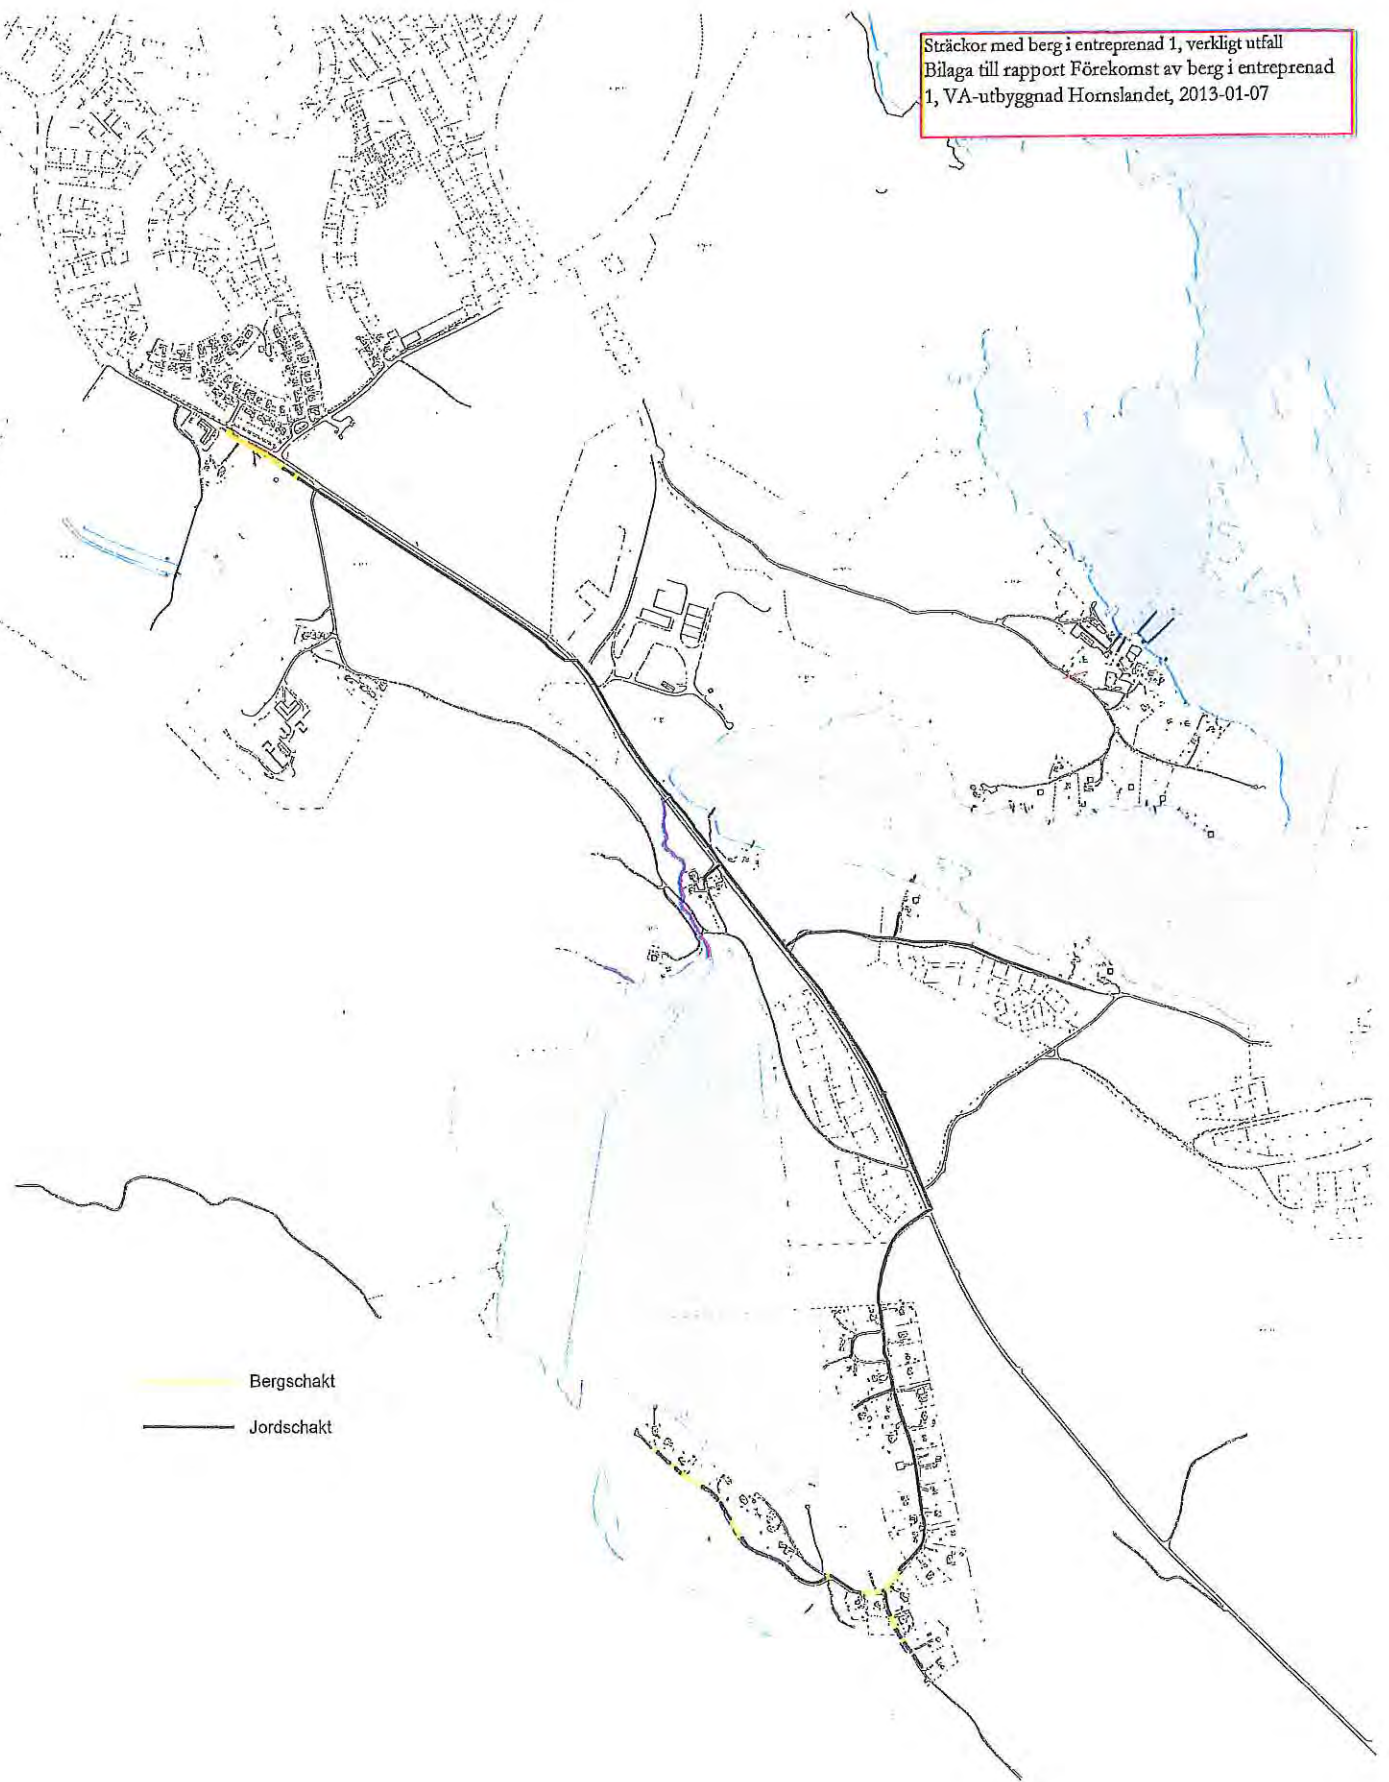 Sträckor med berg i entreprenad 1, verkligt utfall
Bilaga till rapport Förekomst av berg i entreprenad
1, VA-utbyggnad Hornslandet, 2013-01-07
Bergschakt
Jordschakt